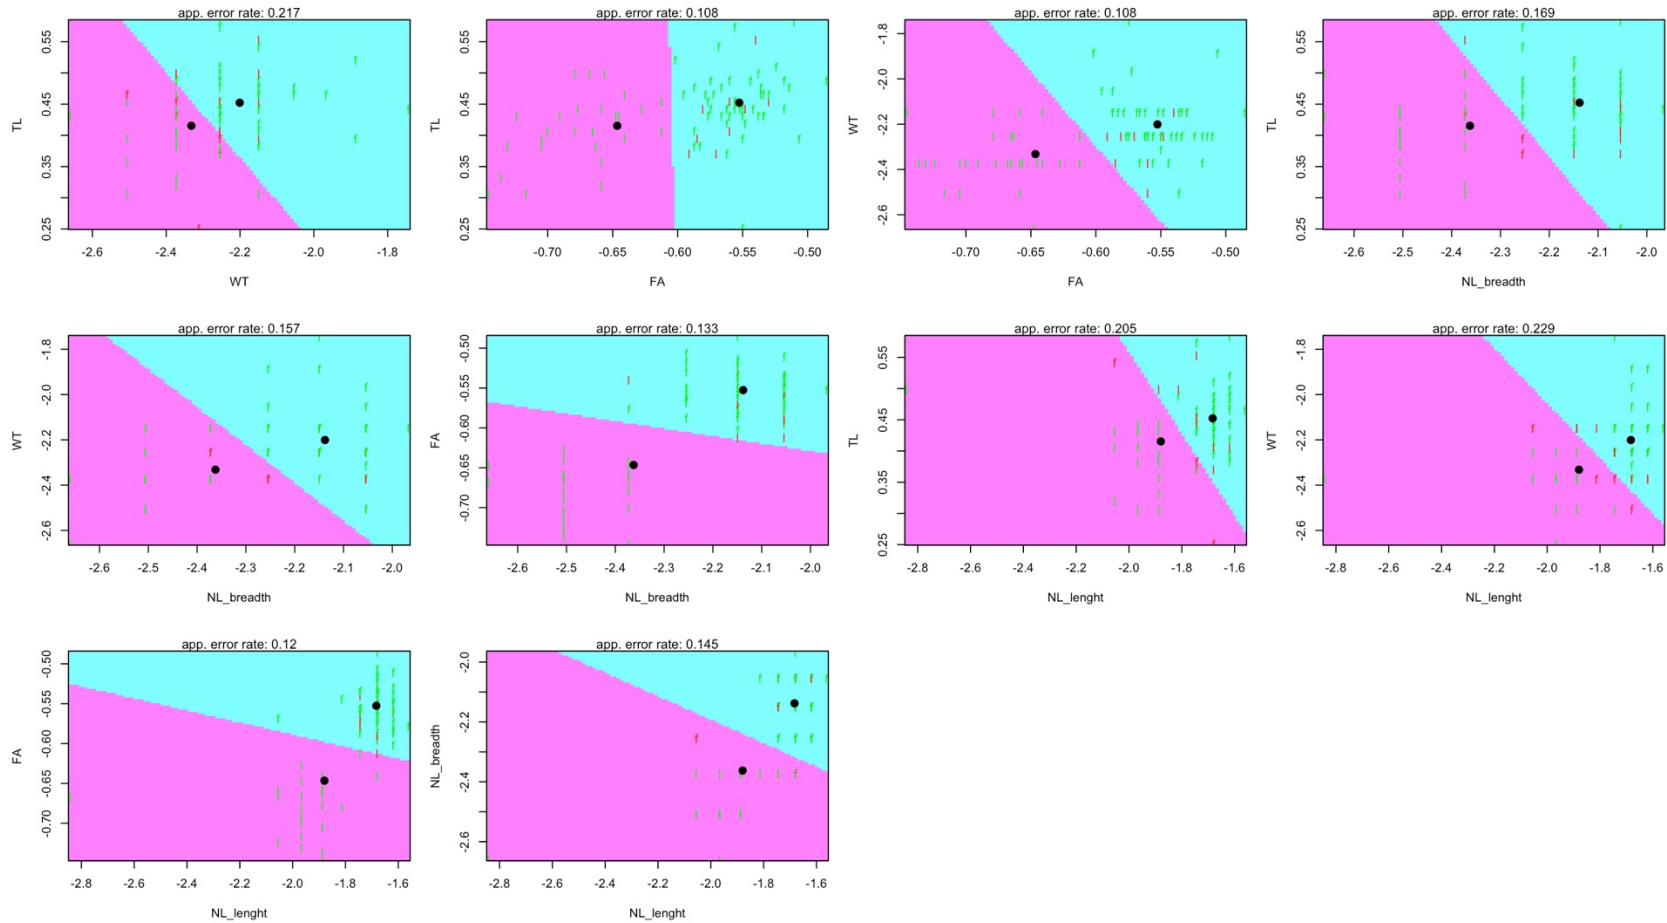 app. error rate: 0.217
TL
0.55
0.45
0.35
0.25
-2.6 -2.4 -2.2 -2.0 -1.8
WT
app. error rate: 0.108
TL
0.55
0.45
0.35
0.25
-0.70 -0.65 -0.60 -0.55 -0.50
FA
app. error rate: 0.108
WT
-1.8
-2.0
-2.2
-2.4
-2.6
-0.70 -0.65 -0.60 -0.55 -0.50
FA
app. error rate: 0.169
TL
0.55
0.45
0.35
0.25
-2.6 -2.5 -2.4 -2.3 -2.2 -2.1 -2.0
NL_breadth
app. error rate: 0.157
WT
-1.8
-2.0
-2.2
-2.4
-2.6
-2.6 -2.5 -2.4 -2.3 -2.2 -2.1 -2.0
NL_breadth
app. error rate: 0.133
FA
-0.50
-0.55
-0.60
-0.65
-0.70
-2.6 -2.5 -2.4 -2.3 -2.2 -2.1 -2.0
NL_breadth
app. error rate: 0.205
TL
0.55
0.45
0.35
0.25
-2.8 -2.6 -2.4 -2.2 -2.0 -1.8 -1.6
NL_lenght
app. error rate: 0.229
WT
-1.8
-2.0
-2.2
-2.4
-2.6
-2.8 -2.6 -2.4 -2.2 -2.0 -1.8 -1.6
NL_lenght
app. error rate: 0.12
FA
-0.50
-0.55
-0.60
-0.65
-0.70
-2.8 -2.6 -2.4 -2.2 -2.0 -1.8 -1.6
NL_lenght
app. error rate: 0.145
NL_breadth
-2.0
-2.2
-2.4
-2.6
-2.8 -2.6 -2.4 -2.2 -2.0 -1.8 -1.6
NL_lenght